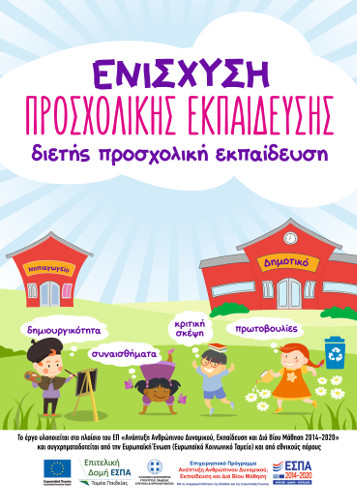 ΕΝΙΣΧΥΣΗ
ΠΡΟΣΧΟΛΙΚΗΣ ΕΚΠΑΙΔΕΥΣΗΣ
διετής προσχολική εκπαίδευση
Νηπιαγωγείο
Δημοτικό
δημιουργικότητα
συναισθήματα
κριτική
σκέψη
πρωτοβουλίες
Το έργο υλοποιείται στο πλαίσιο του ΕΠ «Ανάπτυξη Ανθρώπινου Δυναμικού, Εκπαίδευση και Διά Βίου Μάθηση 2014-2020»
και συγχρηματοδοτείται από την Ευρωπαϊκή Ένωση (Ευρωπαϊκό Κοινωνικό Ταμείο) και από εθνικούς πόρους
Ευρωπαϊκή Ένωση
Επιτελική
Δομή ΕΣΠΑ
Τομέα Παιδείας
Επιχειρησιακό Πρόγραμμα
Ανάπτυξη Ανθρώπινου Δυναμικού,
Εκπαίδευση και Διά Βίου Μάθηση
ΕΣΠΑ
2014-2020